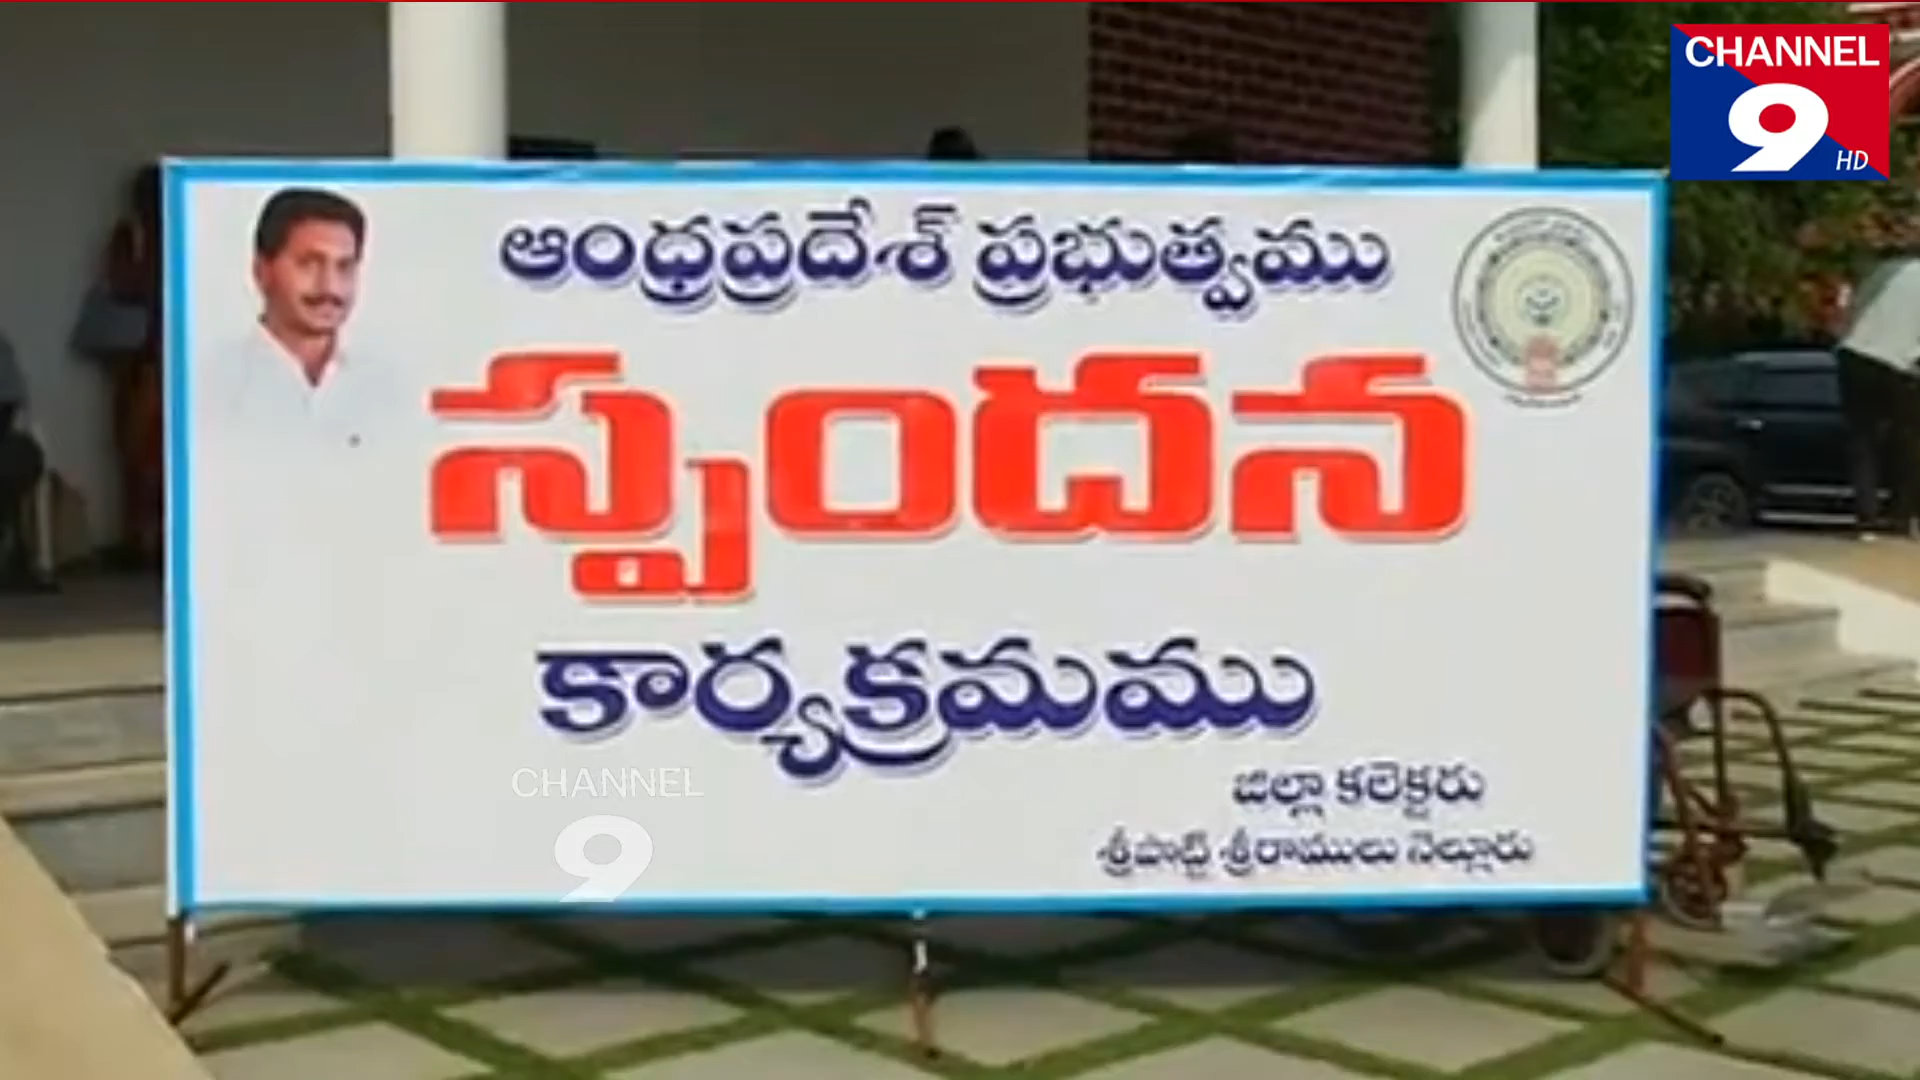 CHANNEL
9
HD
ఆంధ్రప్రదేశ్ ప్రభుత్వము
స్పందన
కార్యక్రమము
జిల్లా కలెక్టరు
శ్రీపొట్టి శ్రీరాములు నెల్లూరు
CHANNEL
9